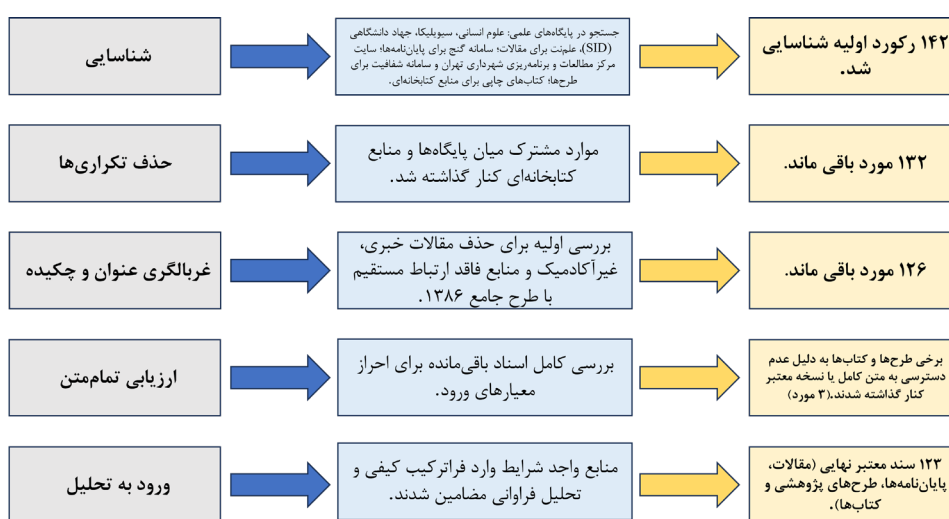 شناسایی
جستجو در پایگاه‌های علمی: علوم انسانی، سیویلیکا، جهاد دانشگاهی
(SID)، علم‌نت برای مقالات؛ سامانه گنج برای پایان‌نامه‌ها؛ سایت
مرکز مطالعات و برنامه‌ریزی شهرداری تهران و سامانه شفافیت برای
طرح‌ها؛ کتاب‌های چاپی برای منابع کتابخانه‌ای.
۱۴۲ رکورد اولیه شناسایی
شد.
حذف تکراری‌ها
موارد مشترک میان پایگاه‌ها و منابع
کتابخانه‌ای کنار گذاشته شد.
۱۳۲ مورد باقی ماند.
غربالگری عنوان و چکیده
بررسی اولیه برای حذف مقالات خبری،
غیرآکادمیک و منابع فاقد ارتباط مستقیم
با طرح جامع ۱۳۸۶.
۱۲۶ مورد باقی ماند.
ارزیابی تمام‌متن
بررسی کامل اسناد باقی‌مانده برای احراز
معیارهای ورود.
برخی طرح‌ها و کتاب‌ها به دلیل عدم
دسترسی به متن کامل یا نسخه معتبر
کنار گذاشته شدند.(۳ مورد)
ورود به تحلیل
منابع واجد شرایط وارد فراترکیب کیفی و
تحلیل فراوانی مضامین شدند.
۱۲۳ سند معتبر نهایی (مقالات،
پایان‌نامه‌ها، طرح‌های پژوهشی و
کتاب‌ها).